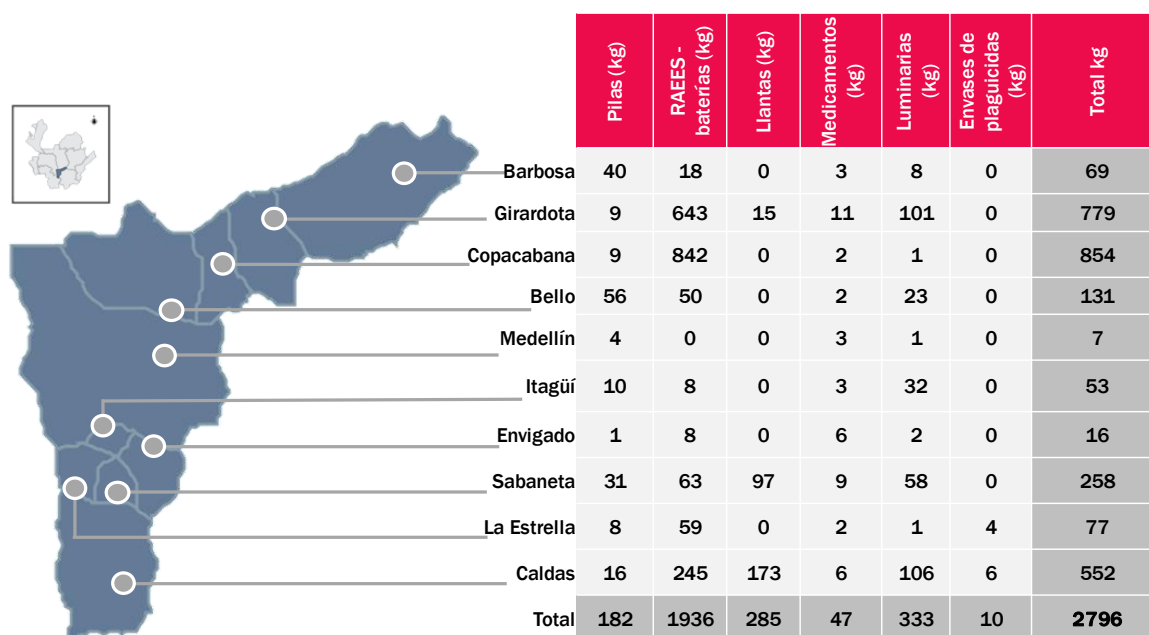 Pilas (kg)
RAEES -
baterías (kg)
Llantas (kg)
Medicamentos
(kg)
Luminarias
(kg)
Envases de
plaguicidas
(kg)
Total kg
Barbosa 40 18 0 3 8 0 69
Girardota 9 643 15 11 101 0 779
Copacabana 9 842 0 2 1 0 854
Bello 56 50 0 2 23 0 131
Medellín 4 0 0 3 1 0 7
Itagüí 10 8 0 3 32 0 53
Envigado 1 8 0 6 2 0 16
Sabaneta 31 63 97 9 58 0 258
La Estrella 8 59 0 2 1 4 77
Caldas 16 245 173 6 106 6 552
Total 182 1936 285 47 333 10 2796